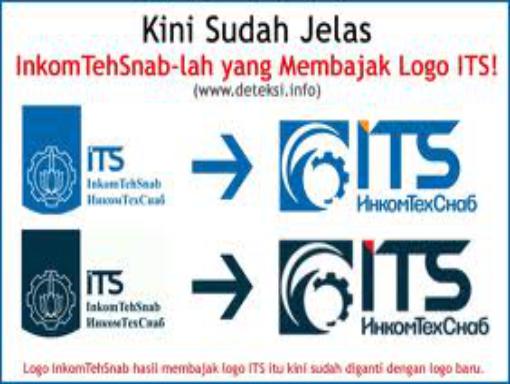 Kini Sudah Jelas
InkomTehSnab-lah yang Membajak Logo ITS!
(www.deteksi.info)
ITS
InkomTehSnab
ИнкомТехСнаб
ITS
ИнкомТехСнаб
ITS
InkomTehSnab
ИнкомТехСнаб
ITS
ИнкомТехСнаб
Logo InkomTehSnab hasil membajak logo ITS itu kini sudah diganti dengan logo baru.